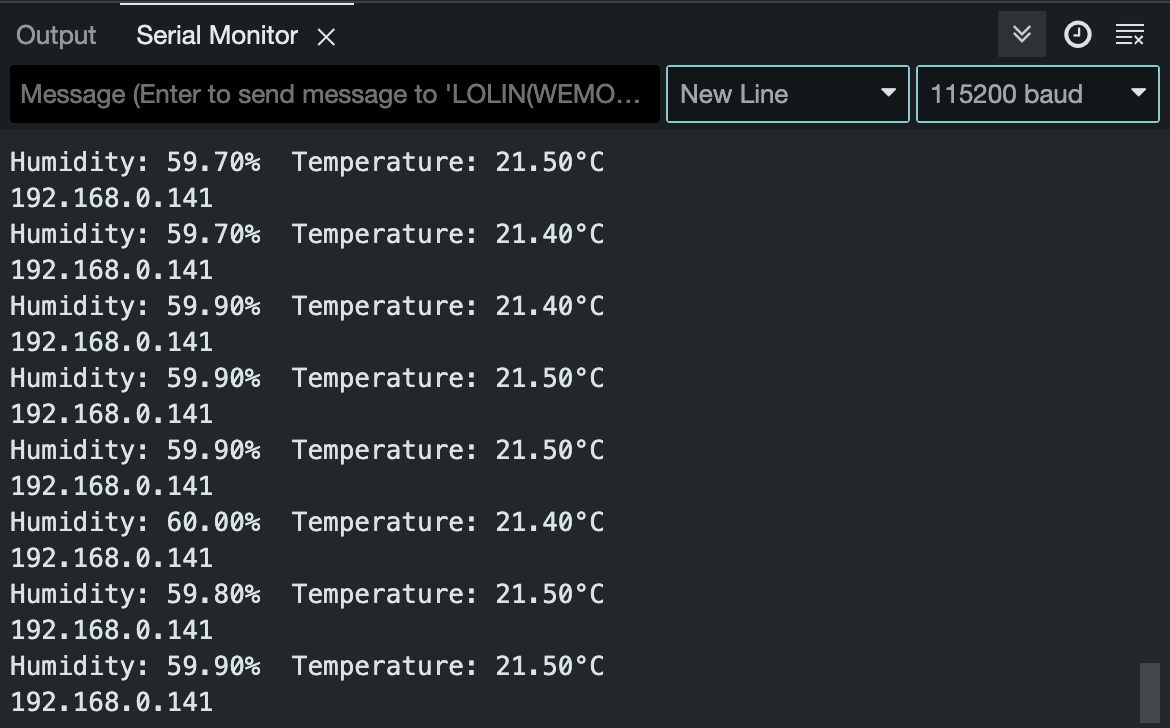 Output Serial Monitor
Message (Enter to send message to 'LOLIN(WEMO... New Line 115200 baud
Humidity: 59.70%  Temperature: 21.50°C
192.168.0.141
Humidity: 59.70%  Temperature: 21.40°C
192.168.0.141
Humidity: 59.90%  Temperature: 21.40°C
192.168.0.141
Humidity: 59.90%  Temperature: 21.50°C
192.168.0.141
Humidity: 59.90%  Temperature: 21.50°C
192.168.0.141
Humidity: 60.00%  Temperature: 21.40°C
192.168.0.141
Humidity: 59.80%  Temperature: 21.50°C
192.168.0.141
Humidity: 59.90%  Temperature: 21.50°C
192.168.0.141